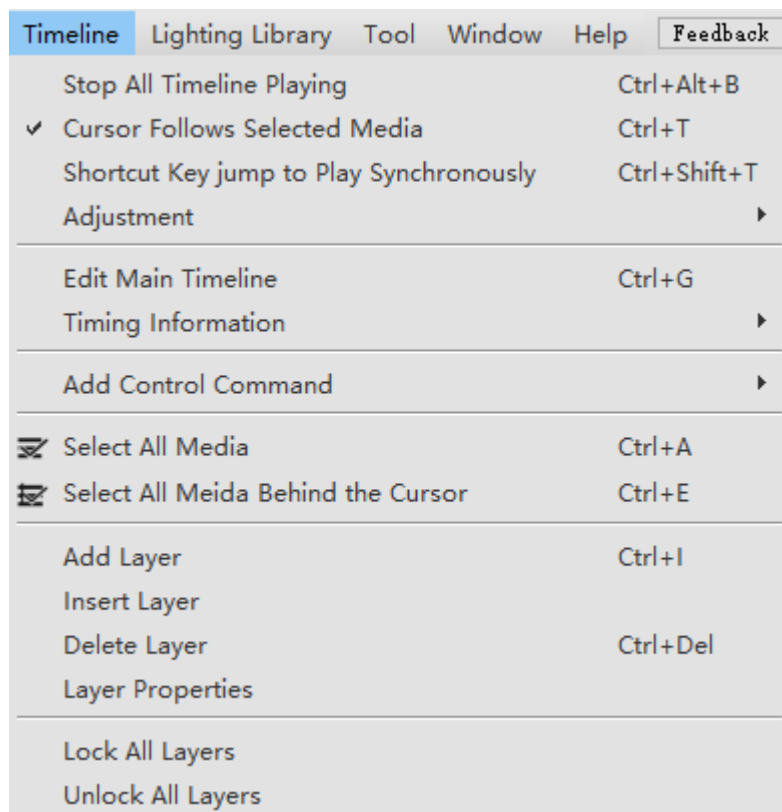 Timeline Lighting Library Tool Window Help Feedback
Stop All Timeline Playing Ctrl+Alt+B
Cursor Follows Selected Media Ctrl+T
Shortcut Key jump to Play Synchronously Ctrl+Shift+T
Adjustment
Edit Main Timeline Ctrl+G
Timing Information
Add Control Command
Select All Media Ctrl+A
Select All Meida Behind the Cursor Ctrl+E
Add Layer Ctrl+I
Insert Layer
Delete Layer Ctrl+Del
Layer Properties
Lock All Layers
Unlock All Layers